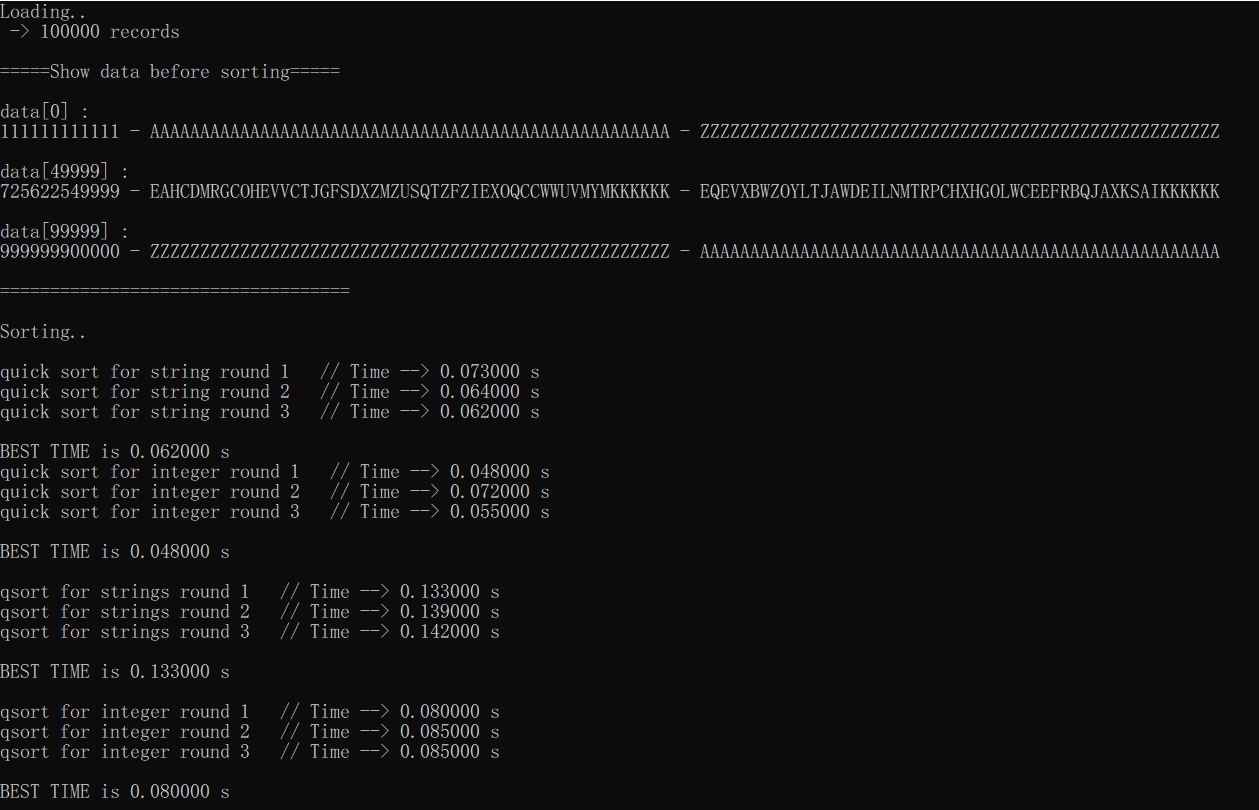 Loading..
-> 100000 records
=====Show data before sorting=====
data[0] :
111111111111 - AAAAAAAAAAAAAAAAAAAAAAAAAAAAAAAAAAAAAAAAAAAAAAAAAAAA - ZZZZZZZZZZZZZZZZZZZZZZZZZZZZZZZZZZZZZZZZZZZZZZZZZZZZ
data[49999] :
725622549999 - EAHCDMRGCOHEVVCTJGFSDXZMZUSQTZFZIEXOQCCWWUVMYMKKKKKK - EQEVXBWZOYLTJAWDEILNMTRPCHXHGOLWCEEFRBQJAXKSAIKKKKKK
data[99999] :
999999900000 - ZZZZZZZZZZZZZZZZZZZZZZZZZZZZZZZZZZZZZZZZZZZZZZZZZZZZ - AAAAAAAAAAAAAAAAAAAAAAAAAAAAAAAAAAAAAAAAAAAAAAAAAAAA
===================================
Sorting..
quick sort for string round 1   // Time --> 0.073000 s
quick sort for string round 2   // Time --> 0.064000 s
quick sort for string round 3   // Time --> 0.062000 s
BEST TIME is 0.062000 s
quick sort for integer round 1   // Time --> 0.048000 s
quick sort for integer round 2   // Time --> 0.072000 s
quick sort for integer round 3   // Time --> 0.055000 s
BEST TIME is 0.048000 s
qsort for strings round 1   // Time --> 0.133000 s
qsort for strings round 2   // Time --> 0.139000 s
qsort for strings round 3   // Time --> 0.142000 s
BEST TIME is 0.133000 s
qsort for integer round 1   // Time --> 0.080000 s
qsort for integer round 2   // Time --> 0.085000 s
qsort for integer round 3   // Time --> 0.085000 s
BEST TIME is 0.080000 s